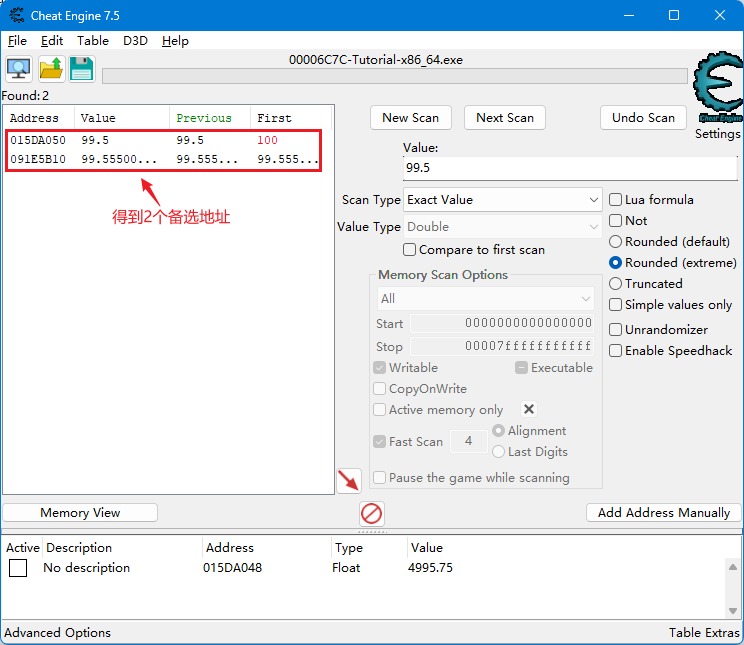 Cheat Engine 7.5
File Edit Table D3D Help
00006C7C-Tutorial-x86_64.exe
Found: 2
Address Value Previous First
015DA050 99.5 99.5 100
091E5B10 99.55500... 99.555... 99.555...
得到2个备选地址
New Scan Next Scan Undo Scan
Cheat Engine
Settings
Value:
99.5
Scan Type Exact Value
Value Type Double
Compare to first scan
Lua formula
Not
Rounded (default)
Rounded (extreme)
Truncated
Simple values only
Unrandomizer
Enable Speedhack
Memory Scan Options
All
Start 0000000000000000
Stop 00007fffffffffff
Writable Executable
CopyOnWrite
Active memory only
Fast Scan 4 Alignment
Last Digits
Pause the game while scanning
Memory View Add Address Manually
Active Description Address Type Value
No description 015DA048 Float 4995.75
Advanced Options Table Extras